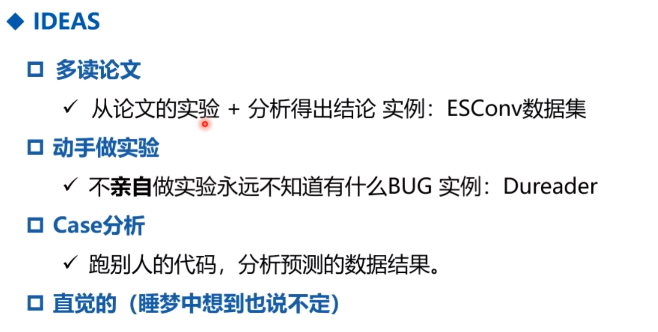 ◆ IDEAS
多读论文
✓ 从论文的实验 + 分析得出结论 实例：ESConv数据集
动手做实验
✓ 不亲自做实验永远不知道有什么BUG 实例：Dureader
Case分析
✓ 跑别人的代码，分析预测的数据结果。
直觉的（睡梦中想到也说不定）